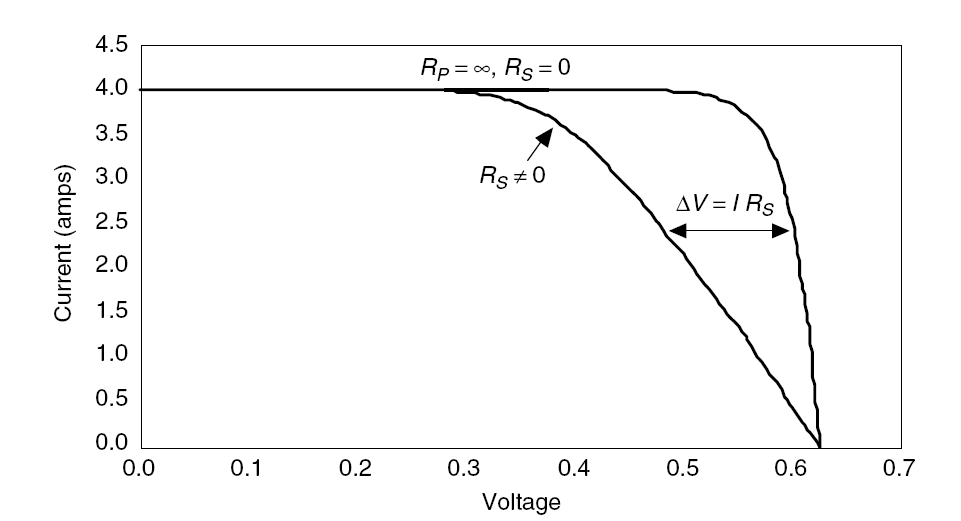 4.5
R_P = ∞, R_S = 0
4.0
3.5
R_S ≠ 0
3.0
ΔV = I R_S
2.5
2.0
1.5
1.0
0.5
0.0
Current (amps)
0.0 0.1 0.2 0.3 0.4 0.5 0.6 0.7
Voltage